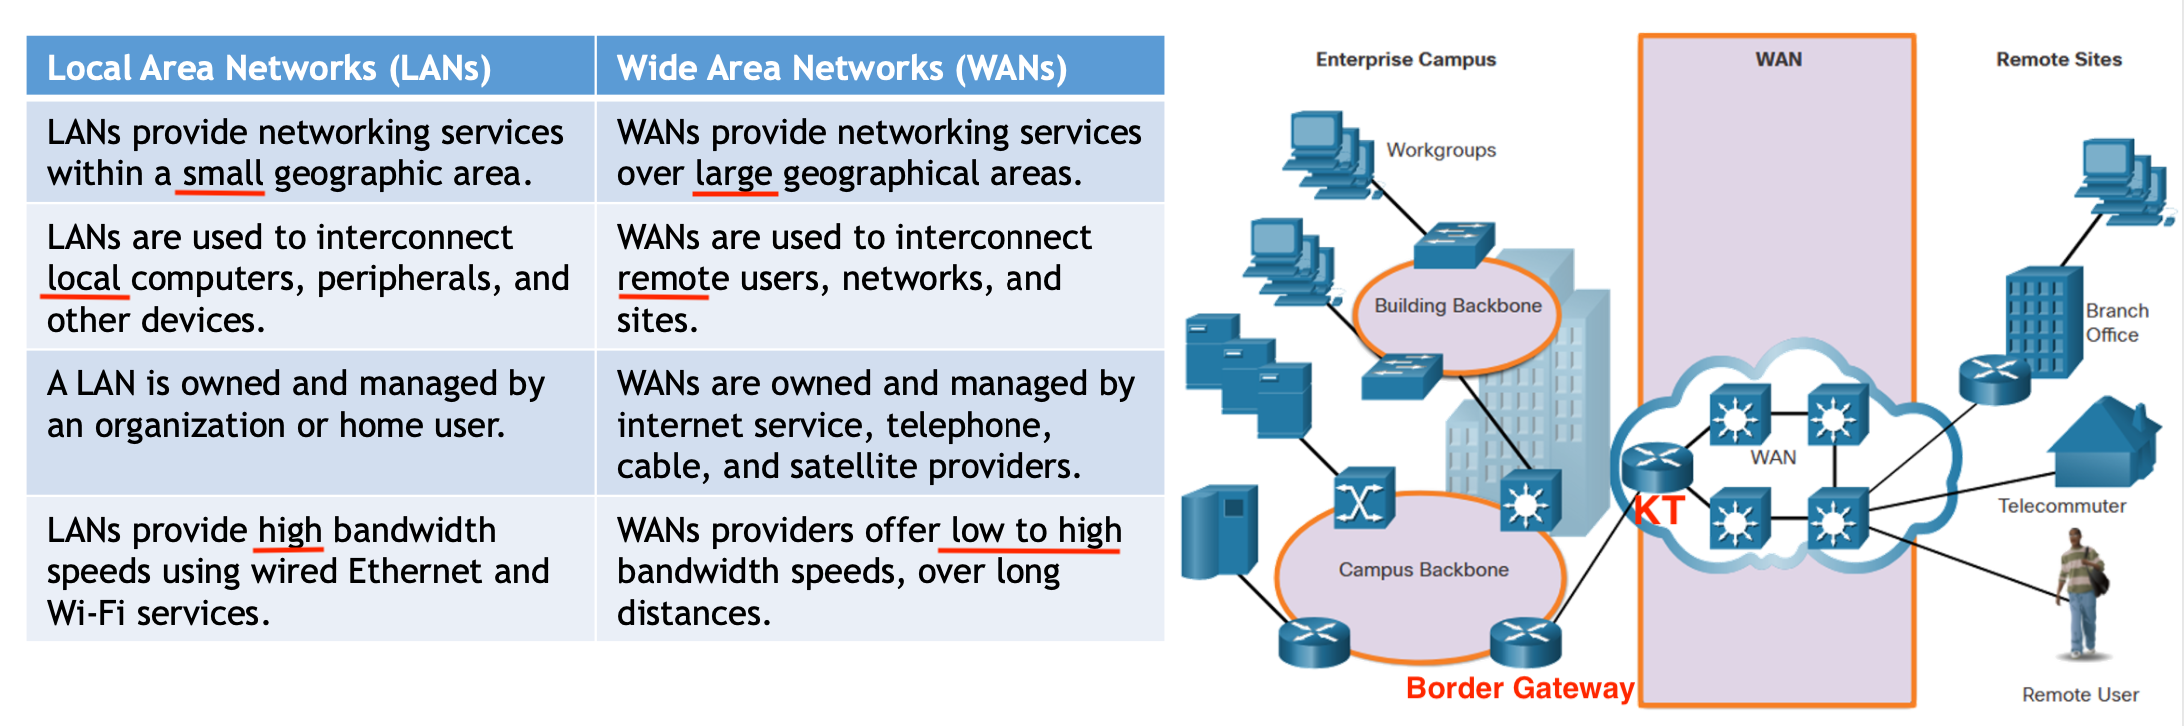 Local Area Networks (LANs)
Wide Area Networks (WANs)
LANs provide networking services
within a small geographic area.
WANs provide networking services
over large geographical areas.
LANs are used to interconnect
local computers, peripherals, and
other devices.
WANs are used to interconnect
remote users, networks, and
sites.
A LAN is owned and managed by
an organization or home user.
WANs are owned and managed by
internet service, telephone,
cable, and satellite providers.
LANs provide high bandwidth
speeds using wired Ethernet and
Wi-Fi services.
WANs providers offer low to high
bandwidth speeds, over long
distances.
Enterprise Campus
WAN
Remote Sites
Workgroups
Building Backbone
Branch
Office
WAN
KT
Telecommuter
Campus Backbone
Border Gateway
Remote User